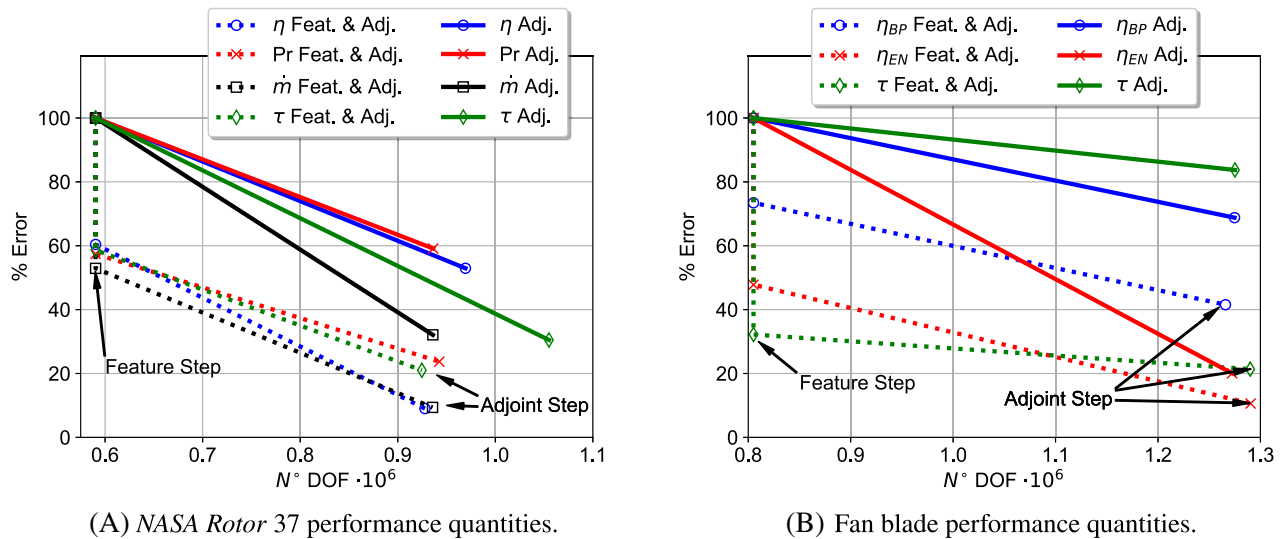 η Feat. & Adj.
Pr Feat. & Adj.
ṁ Feat. & Adj.
τ Feat. & Adj.
η Adj.
Pr Adj.
ṁ Adj.
τ Adj.
% Error
100
80
60
40
20
0
Feature Step
Adjoint Step
0.6 0.7 0.8 0.9 1.0 1.1
N° DOF ·10⁶
(A) NASA Rotor 37 performance quantities.
η_BP Feat. & Adj.
η_EN Feat. & Adj.
τ Feat. & Adj.
η_BP Adj.
η_EN Adj.
τ Adj.
% Error
100
80
60
40
20
0
Feature Step
Adjoint Step
0.8 0.9 1.0 1.1 1.2 1.3
N° DOF ·10⁶
(B) Fan blade performance quantities.